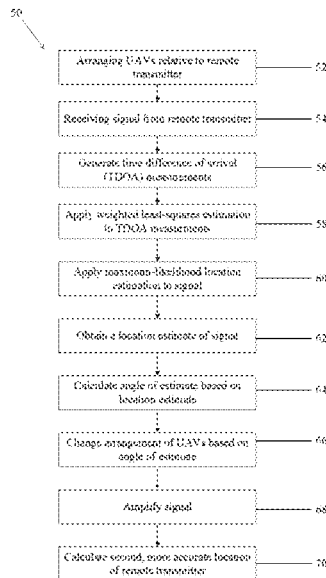 50
Arranging UAVs relative to remote
transmitter
52
Receiving signal from remote transmitter
54
Generate time difference of arrival
(TDOA) measurements
56
Apply weighted least-squares estimation
to TDOA measurements
58
Apply maximum-likelihood location
estimation to signal
60
Obtain a location estimate of signal
62
Calculate angle of estimate based on
location estimate
64
Change arrangement of UAVs based on
angle of estimate
66
Amplify signal
68
Calculate second, more accurate location
of remote transmitter
70